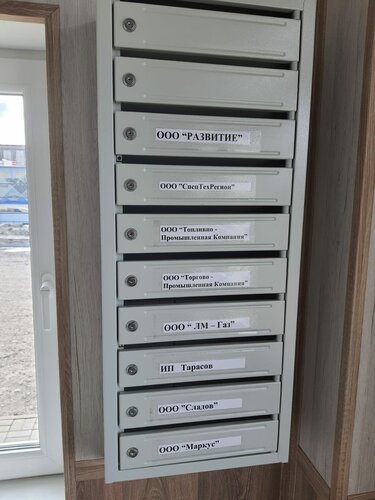 ООО "РАЗВИТИЕ"
ООО "СпецТехРегион"
ООО "Топливно -
Промышленная Компания"
ООО "Торгово -
Промышленная Компания"
ООО " ЛМ – Газ"
ИП Тарасов
ООО "Сладов"
ООО "Маркус"